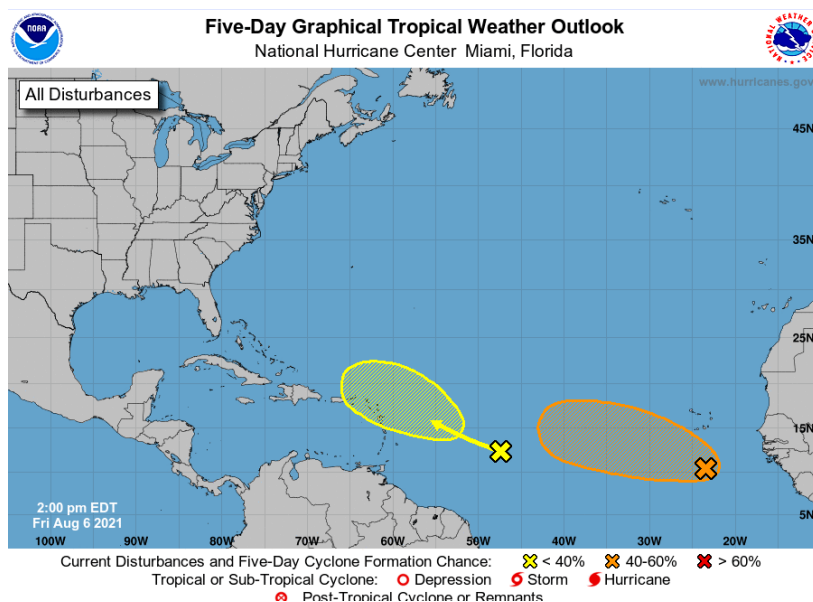 Five-Day Graphical Tropical Weather Outlook
National Hurricane Center Miami, Florida
NOAA
www.hurricanes.gov
All Disturbances
45N
35N
25N
15N
5N
2:00 pm EDT
Fri Aug 6 2021
100W 90W 80W 70W 60W 50W 40W 30W 20W
Current Disturbances and Five-Day Cyclone Formation Chance: < 40% 40-60% > 60%
Tropical or Sub-Tropical Cyclone: Depression Storm Hurricane
Post-Tropical Cyclone or Remnants